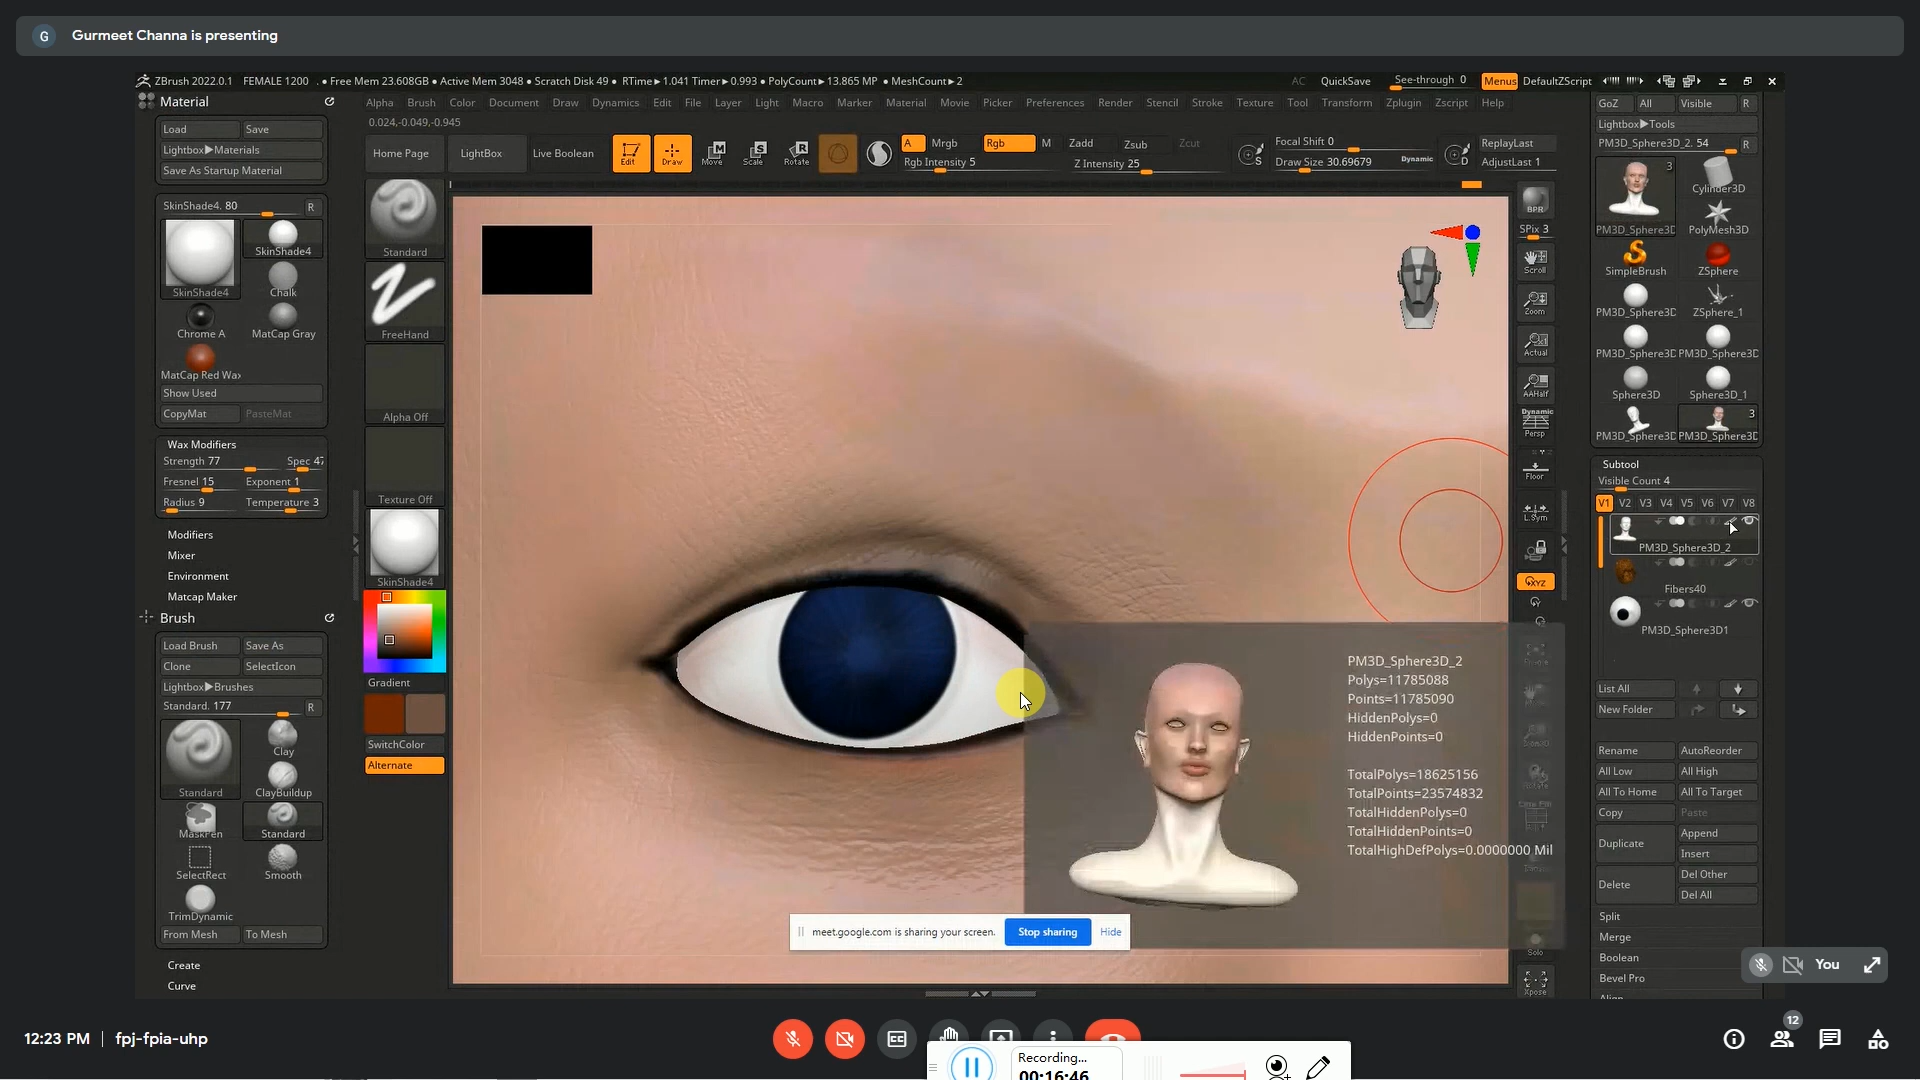 G Gurmeet Channa is presenting
ZBrush 2022.0.1 FEMALE 1200 . • Free Mem 23.608GB • Active Mem 3048 • Scratch Disk 49 • RTime►1.041 Timer►0.993 • PolyCount►13.865 MP • MeshCount►2
AC QuickSave See-through 0 Menus DefaultZScript
Material
Alpha Brush Color Document Draw Dynamics Edit File Layer Light Macro Marker Material Movie Picker Preferences Render Stencil Stroke Texture Tool Transform Zplugin Zscript Help
0.024,-0.049,-0.945
Load Save
Lightbox►Materials
Save As Startup Material
SkinShade4. 80 R
SkinShade4
SkinShade4
Chalk
Chrome A
MatCap Gray
MatCap Red Wax
Show Used
CopyMat PasteMat
Wax Modifiers
Strength 77 Spec 47
Fresnel 15 Exponent 1
Radius 9 Temperature 3
Modifiers
Mixer
Environment
Matcap Maker
Brush
Load Brush Save As
Clone SelectIcon
Lightbox►Brushes
Standard. 177 R
Standard
Clay
ClayBuildup
MaskPen
Standard
SelectRect
Smooth
TrimDynamic
From Mesh To Mesh
Create
Curve
Home Page LightBox Live Boolean
Edit Draw Move Scale Rotate
A Mrgb Rgb M Zadd Zsub Zcut
Rgb Intensity 5 Z Intensity 25
Focal Shift 0
Draw Size 30.69679 Dynamic
S
D
ReplayLast
AdjustLast 1
Standard
FreeHand
Alpha Off
Texture Off
SkinShade4
Gradient
SwitchColor
Alternate
BPR
SPix 3
Scroll
Zoom
Actual
AAHalf
Dynamic
Persp
Floor
L.Sym
XYZ
Solo
Xpose
PM3D_Sphere3D_2
Polys=11785088
Points=11785090
HiddenPolys=0
HiddenPoints=0
TotalPolys=18625156
TotalPoints=23574832
TotalHiddenPolys=0
TotalHiddenPoints=0
TotalHighDefPolys=0.0000000 Mil
GoZ All Visible R
Lightbox►Tools
PM3D_Sphere3D_2. 54 R
3
PM3D_Sphere3D
Cylinder3D
PolyMesh3D
SimpleBrush
ZSphere
PM3D_Sphere3D
ZSphere_1
PM3D_Sphere3D
PM3D_Sphere3D
Sphere3D
Sphere3D_1
3
PM3D_Sphere3D
PM3D_Sphere3D
Subtool
Visible Count 4
V1 V2 V3 V4 V5 V6 V7 V8
PM3D_Sphere3D_2
Fibers40
PM3D_Sphere3D1
List All
New Folder
Rename AutoReorder
All Low All High
All To Home All To Target
Copy Paste
Duplicate Append
Insert
Delete Del Other
Del All
Split
Merge
Boolean
Bevel Pro
meet.google.com is sharing your screen. Stop sharing Hide
You
12:23 PM | fpj-fpia-uhp
12
Recording...
00:16:46